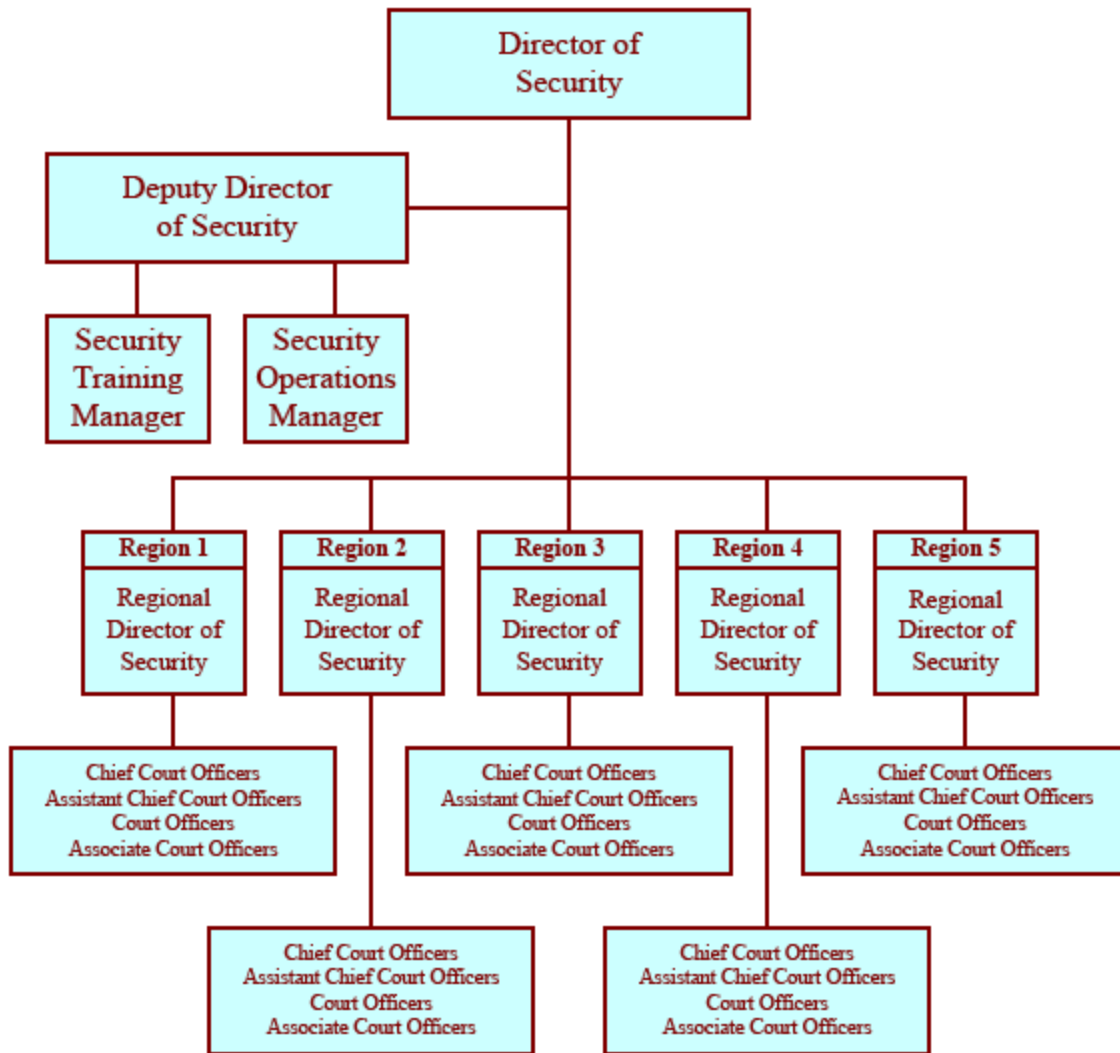 Director of
Security
Deputy Director
of Security
Security
Training
Manager
Security
Operations
Manager
Region 1
Regional
Director of
Security
Region 2
Regional
Director of
Security
Region 3
Regional
Director of
Security
Region 4
Regional
Director of
Security
Region 5
Regional
Director of
Security
Chief Court Officers
Assistant Chief Court Officers
Court Officers
Associate Court Officers
Chief Court Officers
Assistant Chief Court Officers
Court Officers
Associate Court Officers
Chief Court Officers
Assistant Chief Court Officers
Court Officers
Associate Court Officers
Chief Court Officers
Assistant Chief Court Officers
Court Officers
Associate Court Officers
Chief Court Officers
Assistant Chief Court Officers
Court Officers
Associate Court Officers